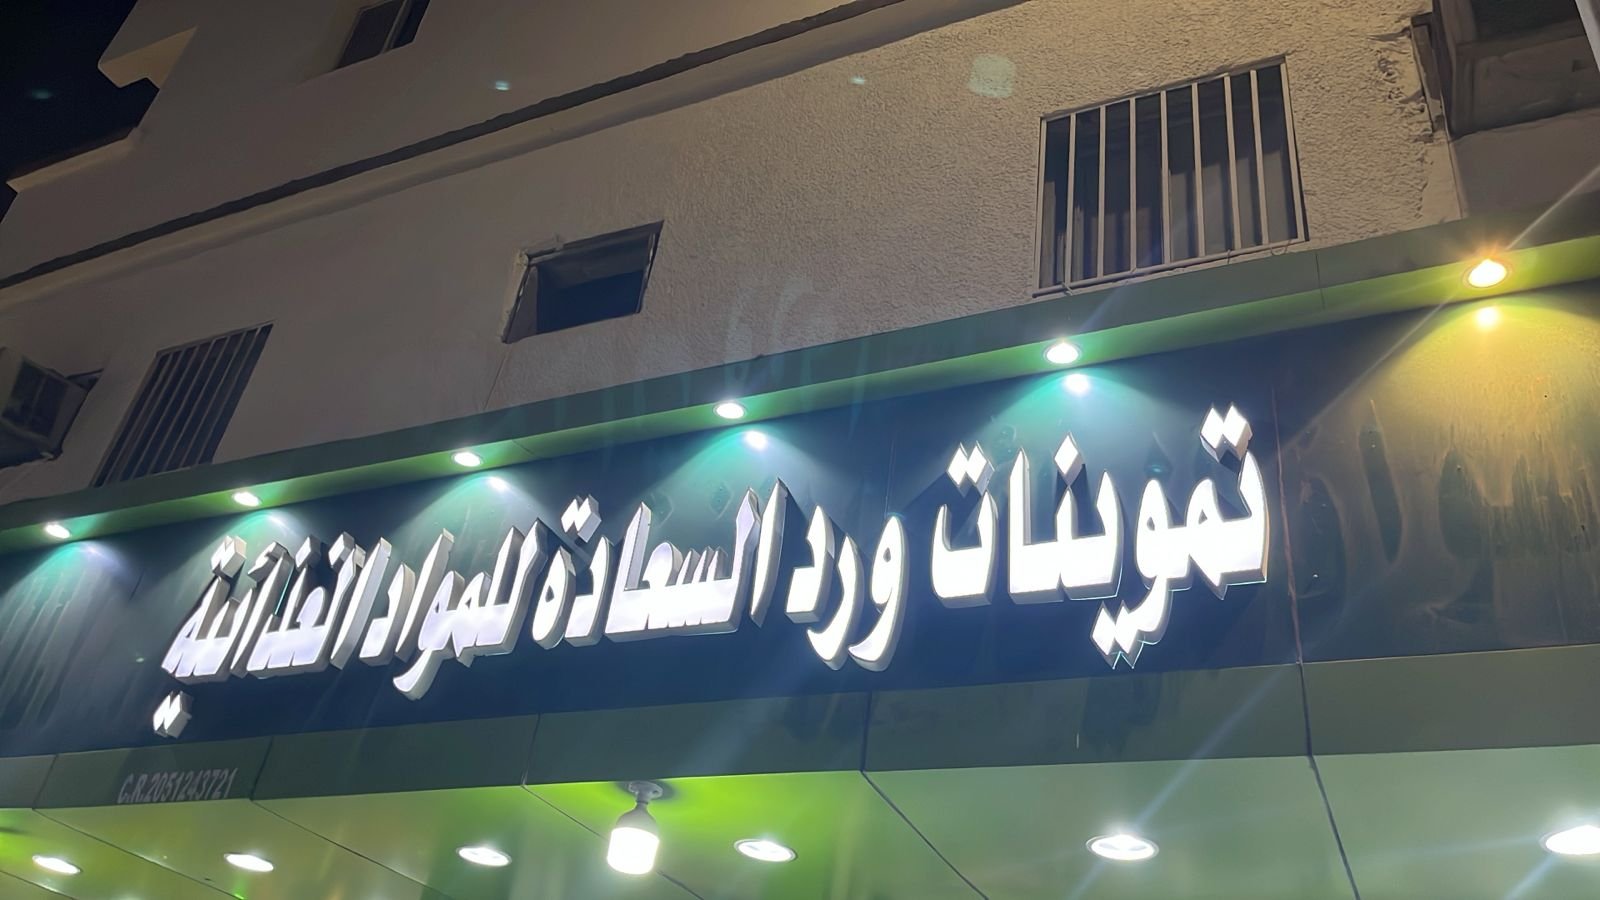 تموينات ورد السعادة للمواد الغذائية
C.R.2051243721